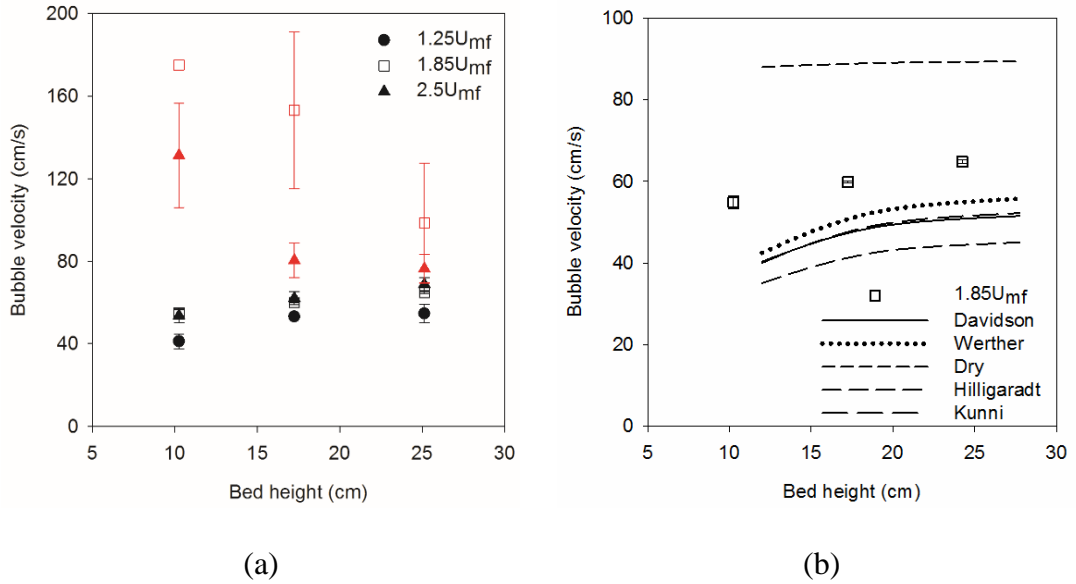 200
160
120
80
40
0
Bubble velocity (cm/s)
1.25Umf
1.85Umf
2.5Umf
5 10 15 20 25 30
Bed height (cm)
(a)
100
80
60
40
20
0
Bubble velocity (cm/s)
1.85Umf
Davidson
Werther
Dry
Hilligaradt
Kunni
5 10 15 20 25 30
Bed height (cm)
(b)